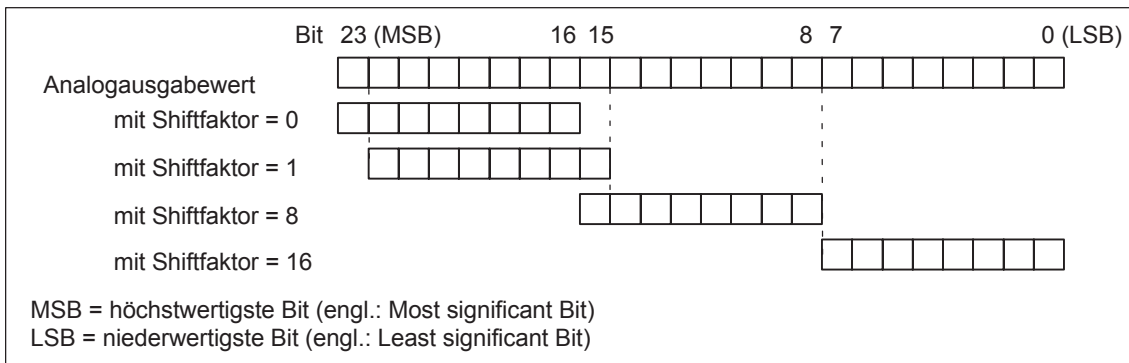 Bit 23 (MSB) 16 15 8 7 0 (LSB)
Analogausgabewert
mit Shiftfaktor = 0
mit Shiftfaktor = 1
mit Shiftfaktor = 8
mit Shiftfaktor = 16
MSB = höchstwertigste Bit (engl.: Most significant Bit)
LSB = niederwertigste Bit (engl.: Least significant Bit)